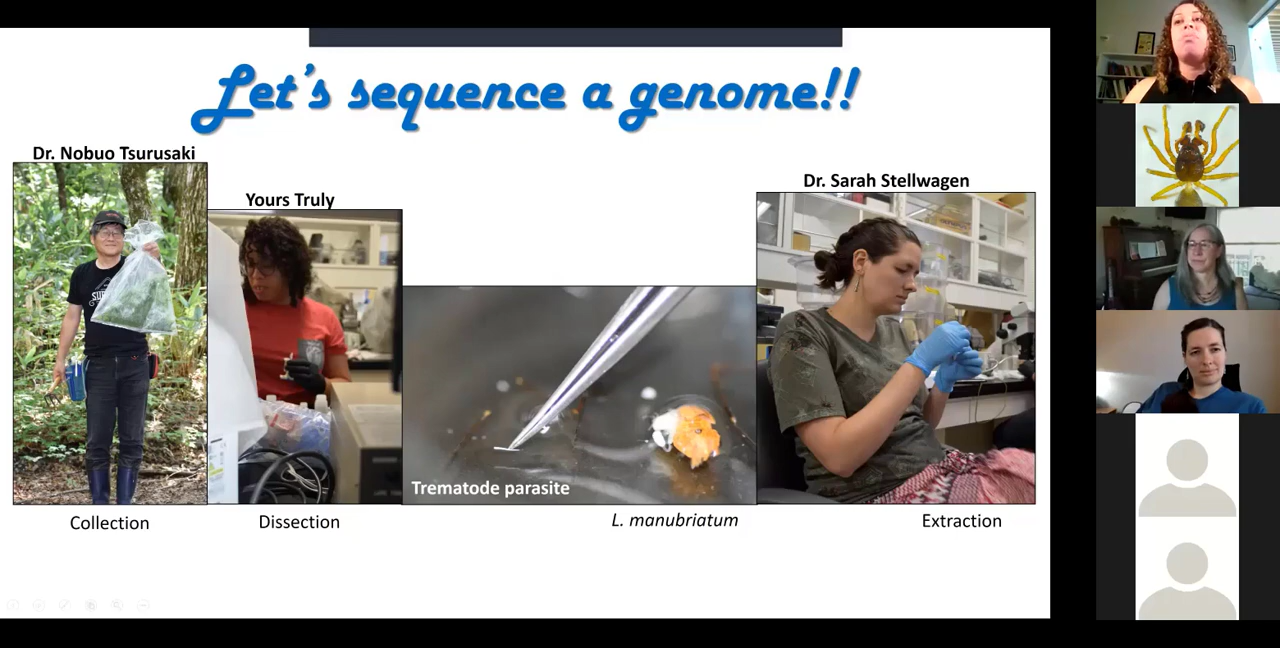 Let's sequence a genome!!
Dr. Nobuo Tsurusaki
Yours Truly
Dr. Sarah Stellwagen
Trematode parasite
Collection
Dissection
L. manubriatum
Extraction